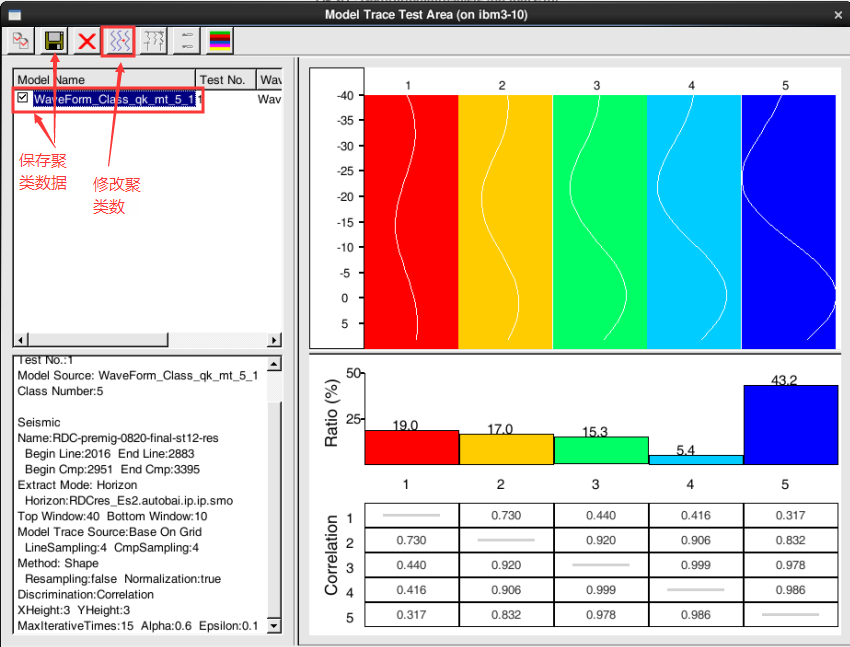 Model Trace Test Area (on ibm3-10)
Model Name Test No. Wav
WaveForm_Class_qk_mt_5_1 1 Wav
保存聚
类数据
修改聚
类数
Test No.:1
Model Source: WaveForm_Class_qk_mt_5_1
Class Number:5
Seismic
Name:RDC-premig-0820-final-st12-res
Begin Line:2016 End Line:2883
Begin Cmp:2951 End Cmp:3395
Extract Mode: Horizon
Horizon:RDCres_Es2.autobai.ip.ip.smo
Top Window:40 Bottom Window:10
Model Trace Source:Base On Grid
LineSampling:4 CmpSampling:4
Method: Shape
Resampling:false Normalization:true
Discrimination:Correlation
XHeight:3 YHeight:3
MaxIterativeTimes:15 Alpha:0.6 Epsilon:0.1
1 2 3 4 5
-40
-35
-30
-25
-20
-15
-10
-5
0
5
Ratio (%)
50
25
19.0 17.0 15.3 5.4 43.2
1 2 3 4 5
Correlation
1 0.730 0.440 0.416 0.317
2 0.730 0.920 0.906 0.832
3 0.440 0.920 0.999 0.978
4 0.416 0.906 0.999 0.986
5 0.317 0.832 0.978 0.986